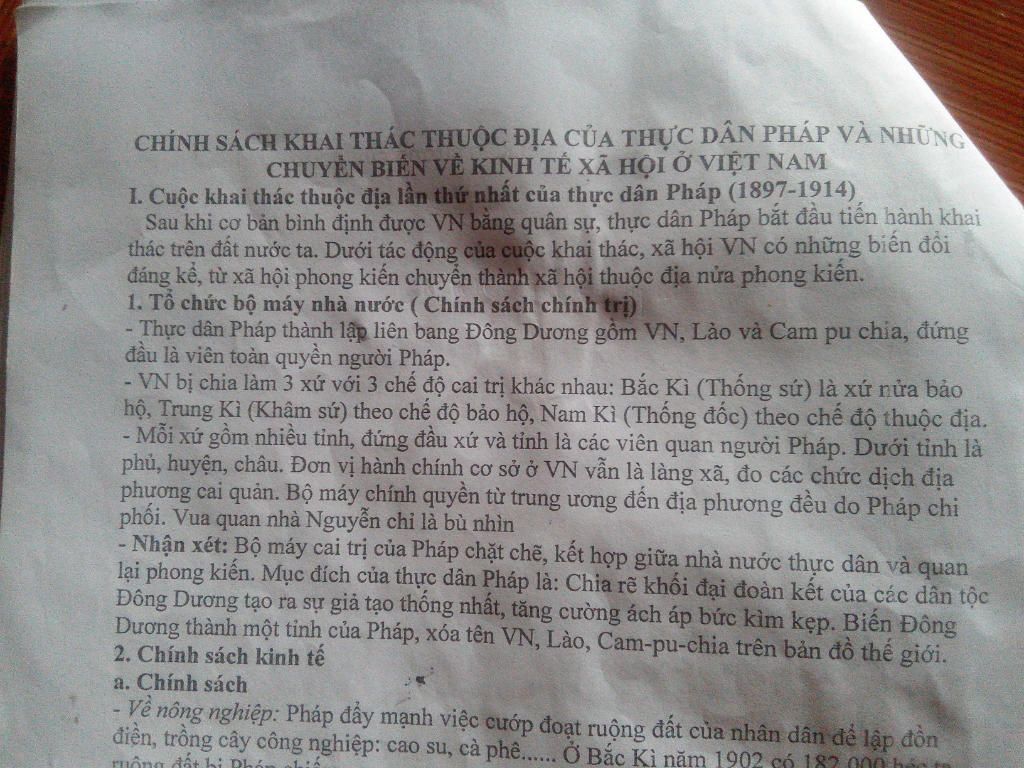 CHÍNH SÁCH KHAI THÁC THUỘC ĐỊA CỦA THỰC DÂN PHÁP VÀ NHỮNG
CHUYỂN BIẾN VỀ KINH TẾ XÃ HỘI Ở VIỆT NAM
I. Cuộc khai thác thuộc địa lần thứ nhất của thực dân Pháp (1897-1914)
Sau khi cơ bản bình định được VN bằng quân sự, thực dân Pháp bắt đầu tiến hành khai
thác trên đất nước ta. Dưới tác động của cuộc khai thác, xã hội VN có những biến đổi
đáng kể, từ xã hội phong kiến chuyển thành xã hội thuộc địa nửa phong kiến.
1. Tổ chức bộ máy nhà nước ( Chính sách chính trị)
- Thực dân Pháp thành lập liên bang Đông Dương gồm VN, Lào và Cam pu chia, đứng
đầu là viên toàn quyền người Pháp.
- VN bị chia làm 3 xứ với 3 chế độ cai trị khác nhau: Bắc Kì (Thống sứ) là xứ nửa bảo
hộ, Trung Kì (Khâm sứ) theo chế độ bảo hộ, Nam Kì (Thống đốc) theo chế độ thuộc địa.
- Mỗi xứ gồm nhiều tỉnh, đứng đầu xứ và tỉnh là các viên quan người Pháp. Dưới tỉnh là
phủ, huyện, châu. Đơn vị hành chính cơ sở ở VN vẫn là làng xã, đo các chức dịch địa
phương cai quản. Bộ máy chính quyền từ trung ương đến địa phương đều do Pháp chi
phối. Vua quan nhà Nguyễn chỉ là bù nhìn
- Nhận xét: Bộ máy cai trị của Pháp chặt chẽ, kết hợp giữa nhà nước thực dân và quan
lại phong kiến. Mục đích của thực dân Pháp là: Chia rẽ khối đại đoàn kết của các dân tộc
Đông Dương tạo ra sự giả tạo thống nhất, tăng cường ách áp bức kìm kẹp. Biến Đông
Dương thành một tỉnh của Pháp, xóa tên VN, Lào, Cam-pu-chia trên bản đồ thế giới.
2. Chính sách kinh tế
a. Chính sách
- Về nông nghiệp: Pháp đẩy mạnh việc cướp đoạt ruộng đất của nhân dân để lập đồn
điền, trồng cây công nghiệp: cao su, cà phê...... Ở Bắc Kì năm 1902 có 182.000 héc ta
ruộng đất bị Pháp chiếm